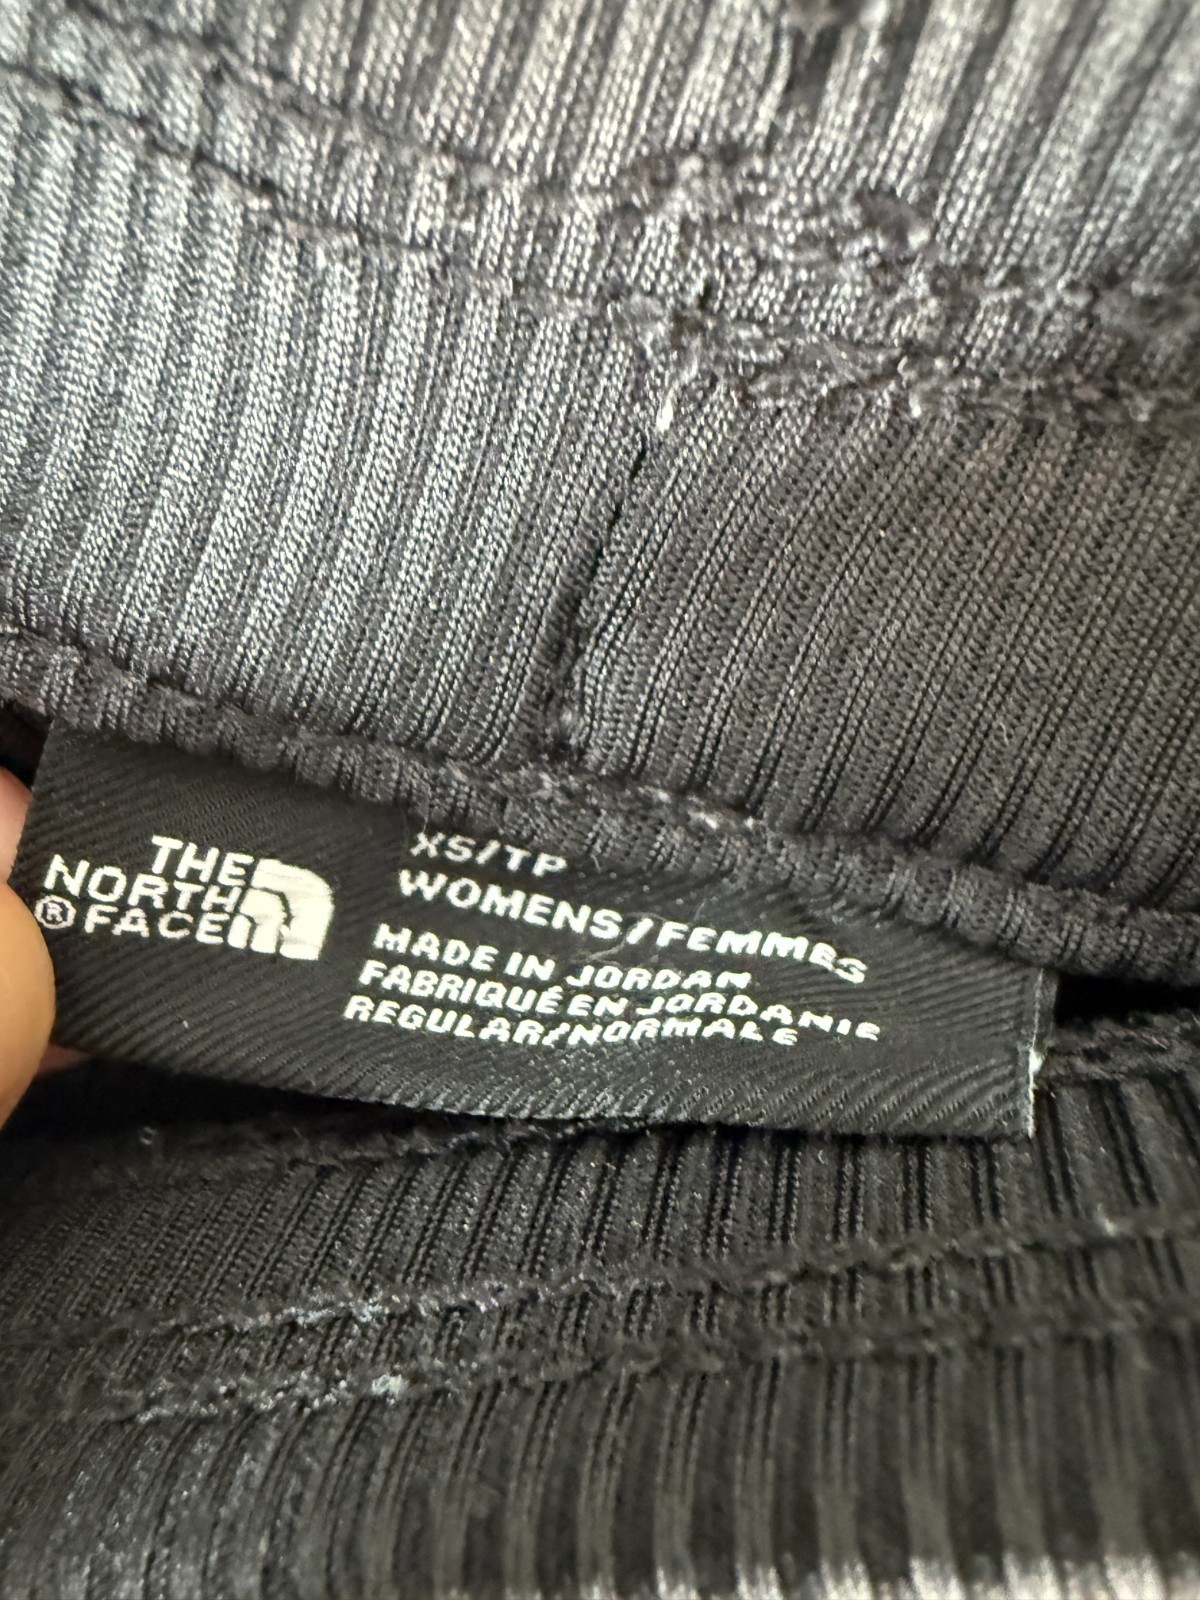 THE
NORTH
® FACE
XS/TP
WOMENS/FEMMES
MADE IN JORDAN
FABRIQUÉ EN JORDANIE
REGULAR/NORMALE